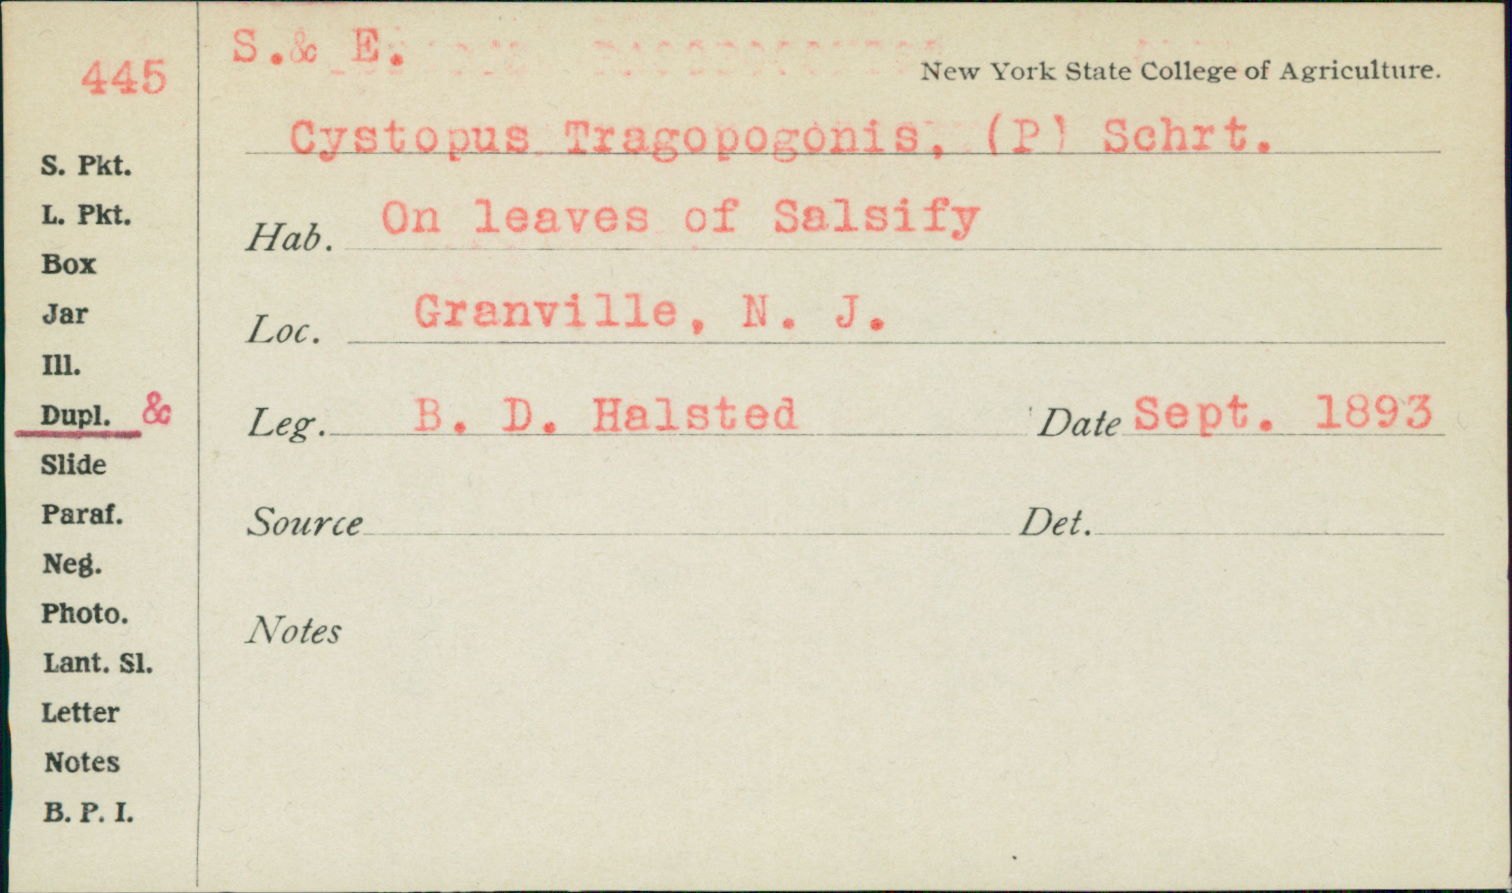 445
S. Pkt.
L. Pkt.
Box
Jar
Ill.
Dupl. &
Slide
Paraf.
Neg.
Photo.
Lant. Sl.
Letter
Notes
B. P. I.
S.& E.
New York State College of Agriculture.
Cystopus Tragopogonis, (P) Schrt.
Hab. On leaves of Salsify
Loc. Granville, N. J.
Leg. B. D. Halsted Date Sept. 1893
Source Det.
Notes